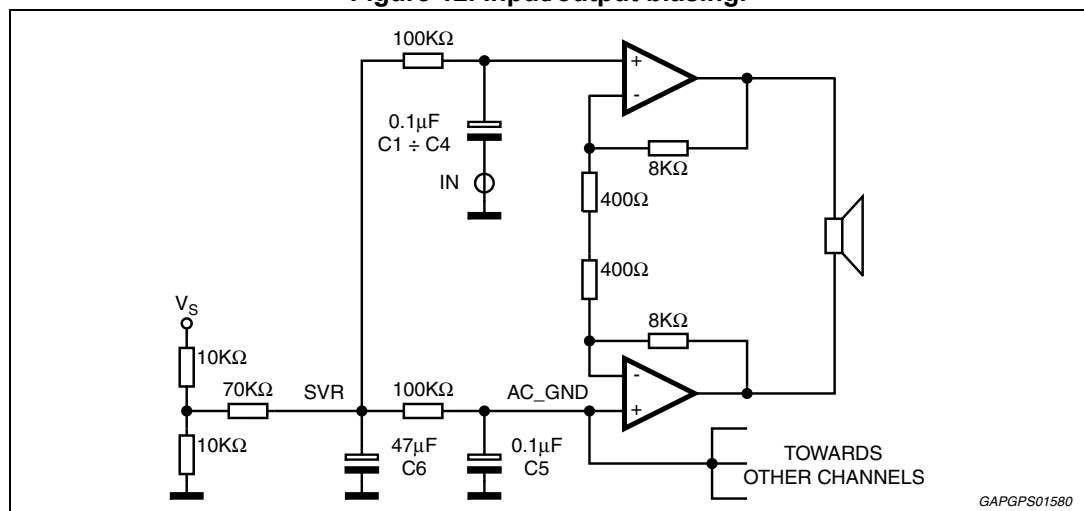 Figure 12. Input/output biasing.
100KΩ
0.1μF
C1 ÷ C4
IN
+
-
8KΩ
400Ω
400Ω
8KΩ
-
+
VS
10KΩ
70KΩ
SVR
100KΩ
AC_GND
10KΩ
47μF
C6
0.1μF
C5
TOWARDS
OTHER CHANNELS
GAPGPS01580